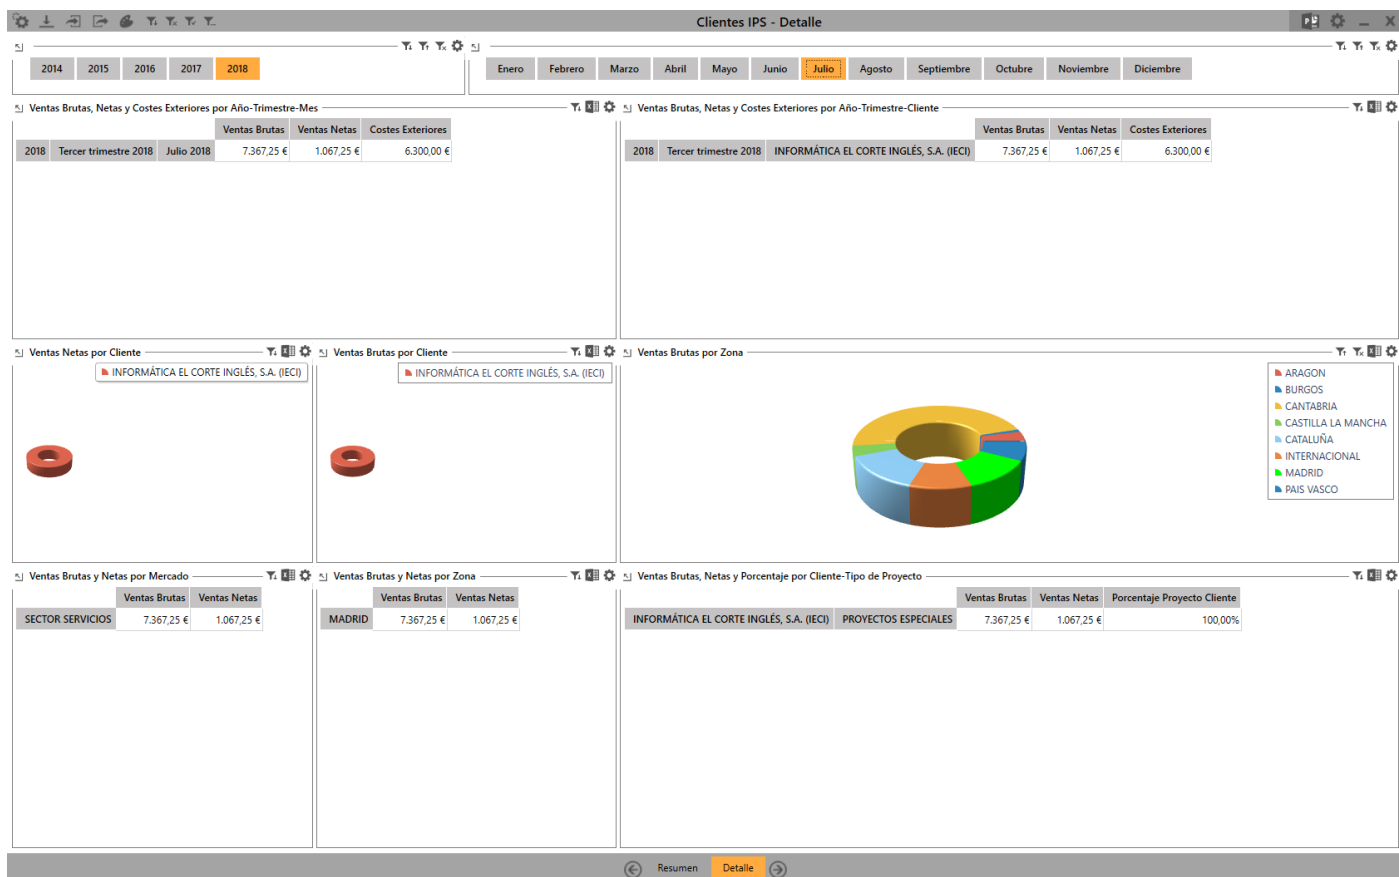 Clientes IPS - Detalle
2014 2015 2016 2017 2018
Enero Febrero Marzo Abril Mayo Junio Julio Agosto Septiembre Octubre Noviembre Diciembre
Ventas Brutas, Netas y Costes Exteriores por Año-Trimestre-Mes
Ventas Brutas Ventas Netas Costes Exteriores
2018 Tercer trimestre 2018 Julio 2018 7.367,25 € 1.067,25 € 6.300,00 €
Ventas Brutas, Netas y Costes Exteriores por Año-Trimestre-Cliente
Ventas Brutas Ventas Netas Costes Exteriores
2018 Tercer trimestre 2018 INFORMÁTICA EL CORTE INGLÉS, S.A. (IECI) 7.367,25 € 1.067,25 € 6.300,00 €
Ventas Netas por Cliente
INFORMÁTICA EL CORTE INGLÉS, S.A. (IECI)
Ventas Brutas por Cliente
INFORMÁTICA EL CORTE INGLÉS, S.A. (IECI)
Ventas Brutas por Zona
ARAGON
BURGOS
CANTABRIA
CASTILLA LA MANCHA
CATALUÑA
INTERNACIONAL
MADRID
PAIS VASCO
Ventas Brutas y Netas por Mercado
Ventas Brutas Ventas Netas
SECTOR SERVICIOS 7.367,25 € 1.067,25 €
Ventas Brutas y Netas por Zona
Ventas Brutas Ventas Netas
MADRID 7.367,25 € 1.067,25 €
Ventas Brutas, Netas y Porcentaje por Cliente-Tipo de Proyecto
Ventas Brutas Ventas Netas Porcentaje Proyecto Cliente
INFORMÁTICA EL CORTE INGLÉS, S.A. (IECI) PROYECTOS ESPECIALES 7.367,25 € 1.067,25 € 100,00%
Resumen Detalle